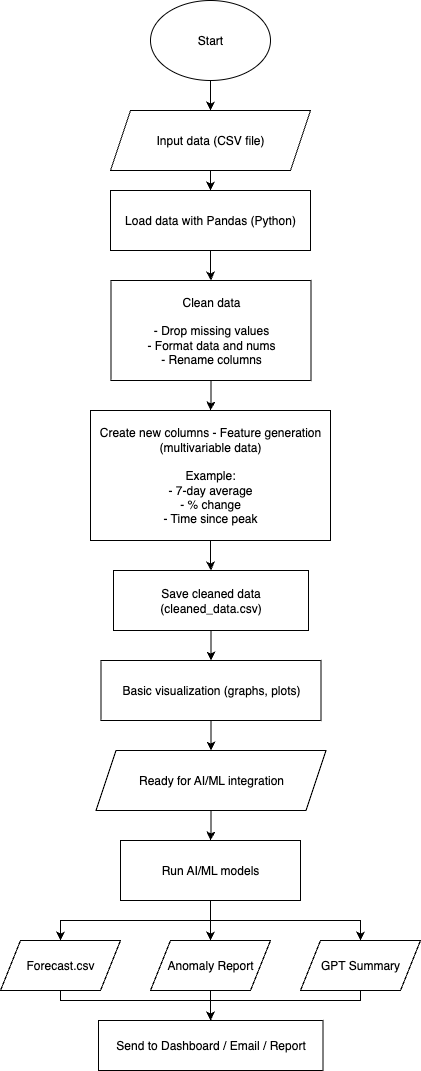 Start
Input data (CSV file)
Load data with Pandas (Python)
Clean data
- Drop missing values
- Format data and nums
- Rename columns
Create new columns - Feature generation
(multivariable data)
Example:
- 7-day average
- % change
- Time since peak
Save cleaned data
(cleaned_data.csv)
Basic visualization (graphs, plots)
Ready for AI/ML integration
Run AI/ML models
Forecast.csv
Anomaly Report
GPT Summary
Send to Dashboard / Email / Report